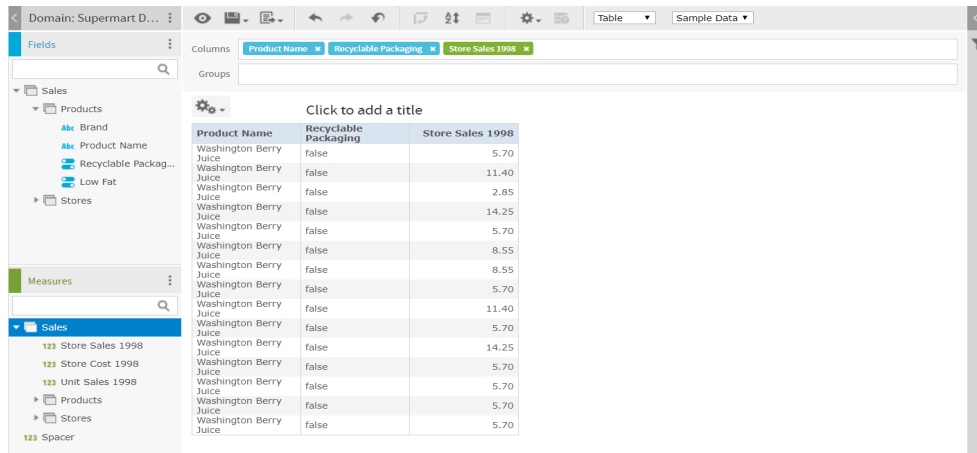 Domain: Supermart D...
Table
Sample Data
Fields
Columns Product Name × Recyclable Packaging × Store Sales 1998 ×
Groups
Sales
Products
Abc Brand
Abc Product Name
Recyclable Packag...
Low Fat
Stores
Measures
Sales
123 Store Sales 1998
123 Store Cost 1998
123 Unit Sales 1998
Products
Stores
123 Spacer
Click to add a title
Product Name Recyclable Packaging Store Sales 1998
Washington Berry Juice false 5.70
Washington Berry Juice false 11.40
Washington Berry Juice false 2.85
Washington Berry Juice false 14.25
Washington Berry Juice false 5.70
Washington Berry Juice false 8.55
Washington Berry Juice false 8.55
Washington Berry Juice false 5.70
Washington Berry Juice false 11.40
Washington Berry Juice false 5.70
Washington Berry Juice false 14.25
Washington Berry Juice false 5.70
Washington Berry Juice false 5.70
Washington Berry Juice false 5.70
Washington Berry Juice false 5.70